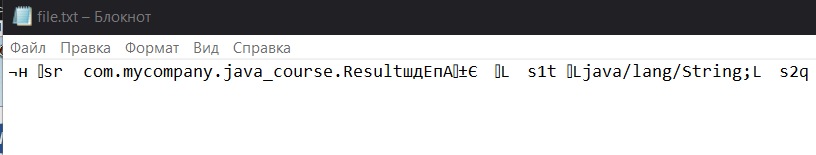 file.txt – Блокнот
Файл Правка Формат Вид Справка
¬н ▯sr com.mycompany.java_course.ResultшдЕпА▯±Є ▯L s1t ▯Ljava/lang/String;L s2q